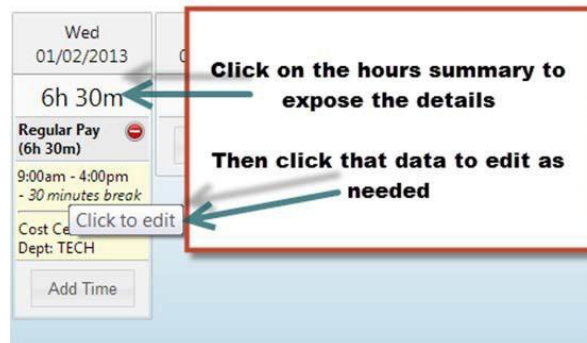 Wed
01/02/2013
6h 30m
Regular Pay
(6h 30m)
9:00am - 4:00pm
- 30 minutes break
Click to edit
Cost Ce
Dept: TECH
Add Time
Click on the hours summary to
expose the details
Then click that data to edit as
needed